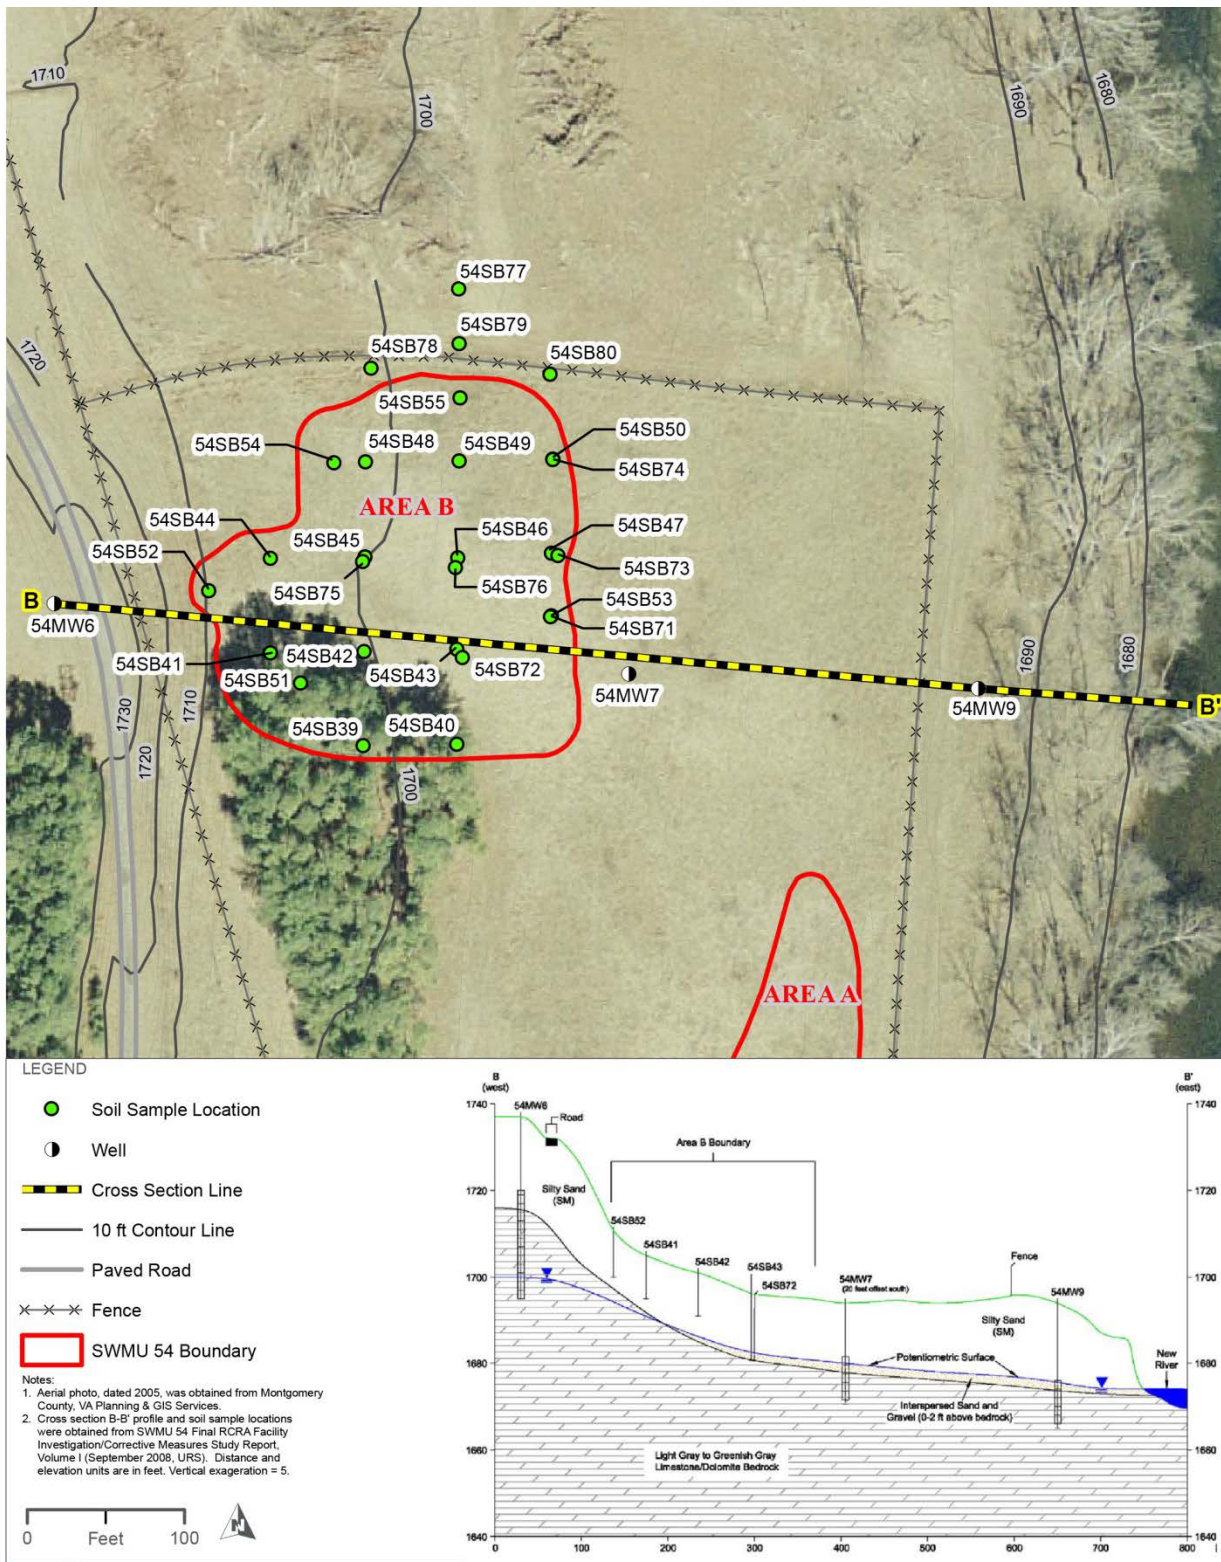 1710
1700
1690
1680
54SB77
54SB79
54SB78
54SB80
1720
54SB55
54SB48
54SB49
54SB50
54SB54
54SB74
AREA B
54SB44
54SB46
54SB47
54SB45
54SB52
54SB73
54SB75
54SB76
54SB53
B
54MW6
54SB71
54SB41
54SB42
54SB43
54SB72
54SB51
54MW7
54MW9
B'
1690
1680
1730
1710
1720
54SB39
54SB40
1700
AREA A
LEGEND
Soil Sample Location
Well
Cross Section Line
10 ft Contour Line
Paved Road
Fence
SWMU 54 Boundary
Notes:
1. Aerial photo, dated 2005, was obtained from Montgomery
County, VA Planning & GIS Services.
2. Cross section B-B' profile and soil sample locations
were obtained from SWMU 54 Final RCRA Facility
Investigation/Corrective Measures Study Report,
Volume I (September 2008, URS). Distance and
elevation units are in feet. Vertical exageration = 5.
0 Feet 100
N
B
(west)
B'
(east)
1740
54MW6
Road
1740
Area B Boundary
1720
Silty Sand
(SM)
1720
54SB52
54SB41
54SB42
54SB43
54SB72
54MW7
(20 feet offset south)
Fence
54MW9
1700
1700
Silty Sand
(SM)
1680
Potentiometric Surface
New
River
1680
Interspersed Sand and
Gravel (0-2 ft above bedrock)
1660
Light Gray to Greenish Gray
Limestone/Dolomite Bedrock
1660
1640
1640
0 100 200 300 400 500 600 700 800